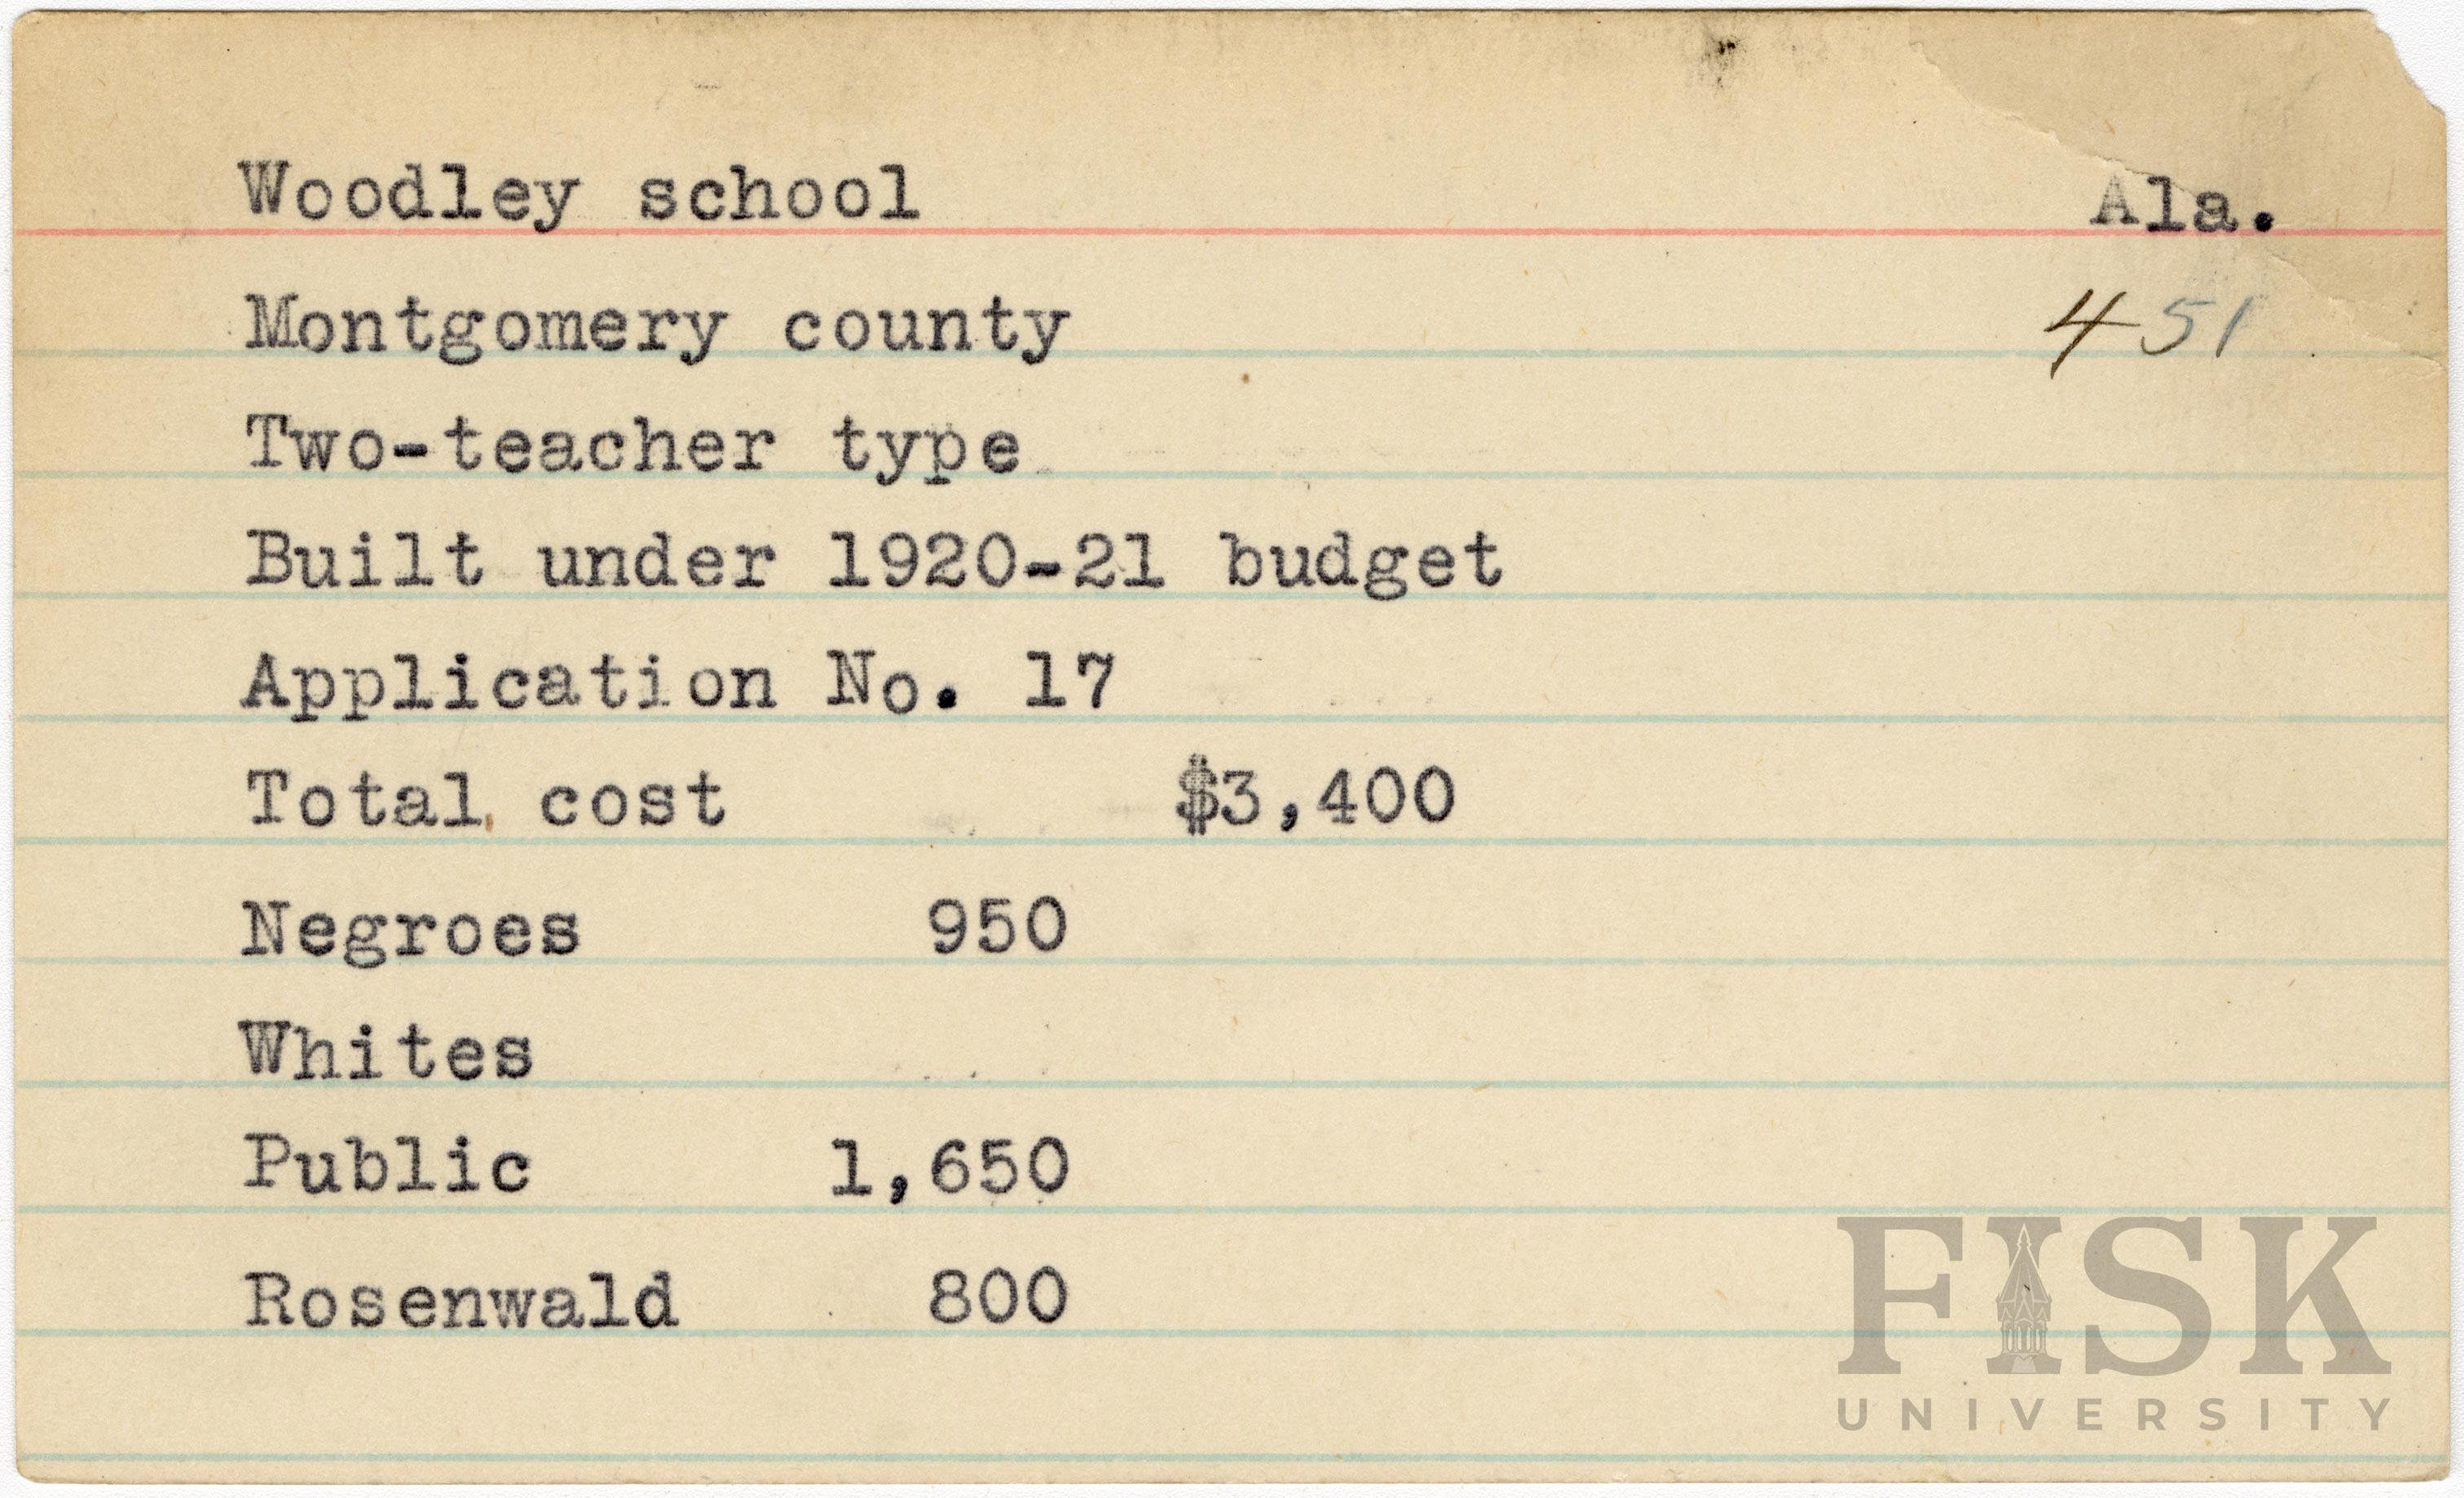 Woodley school Ala.
Montgomery county 451
Two-teacher type
Built under 1920-21 budget
Application No. 17
Total cost $3,400
Negroes 950
Whites
Public 1,650
Rosenwald 800
FISK
UNIVERSITY